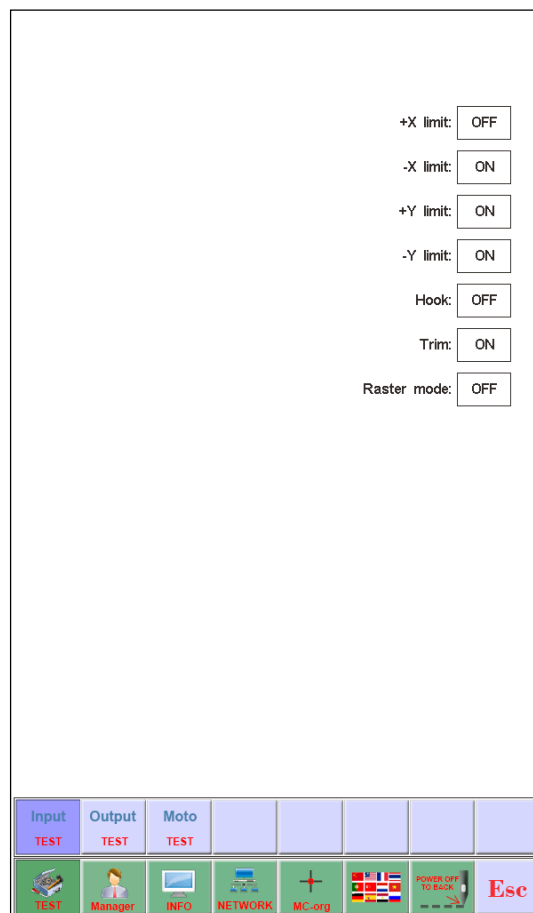 +X limit: OFF
-X limit: ON
+Y limit: ON
-Y limit: ON
Hook: OFF
Trim: ON
Raster mode: OFF
Input Output Moto
TEST TEST TEST
POWER OFF
TO BACK
Esc
TEST Manager INFO NETWORK MC-org